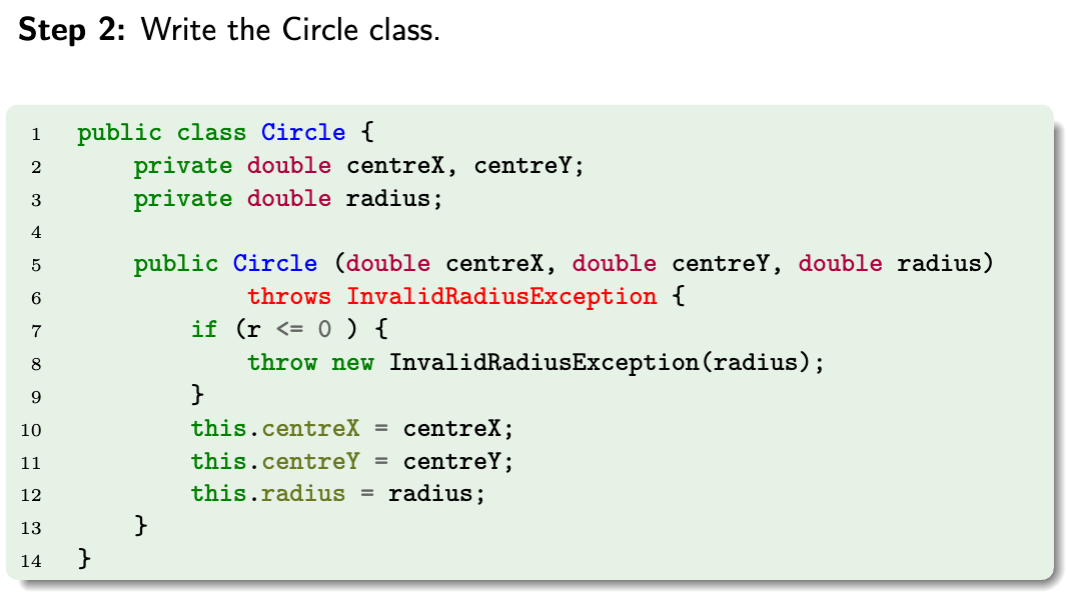 Step 2: Write the Circle class.
1 public class Circle {
2     private double centreX, centreY;
3     private double radius;
4
5     public Circle (double centreX, double centreY, double radius)
6             throws InvalidRadiusException {
7         if (r <= 0 ) {
8             throw new InvalidRadiusException(radius);
9         }
10         this.centreX = centreX;
11         this.centreY = centreY;
12         this.radius = radius;
13     }
14 }